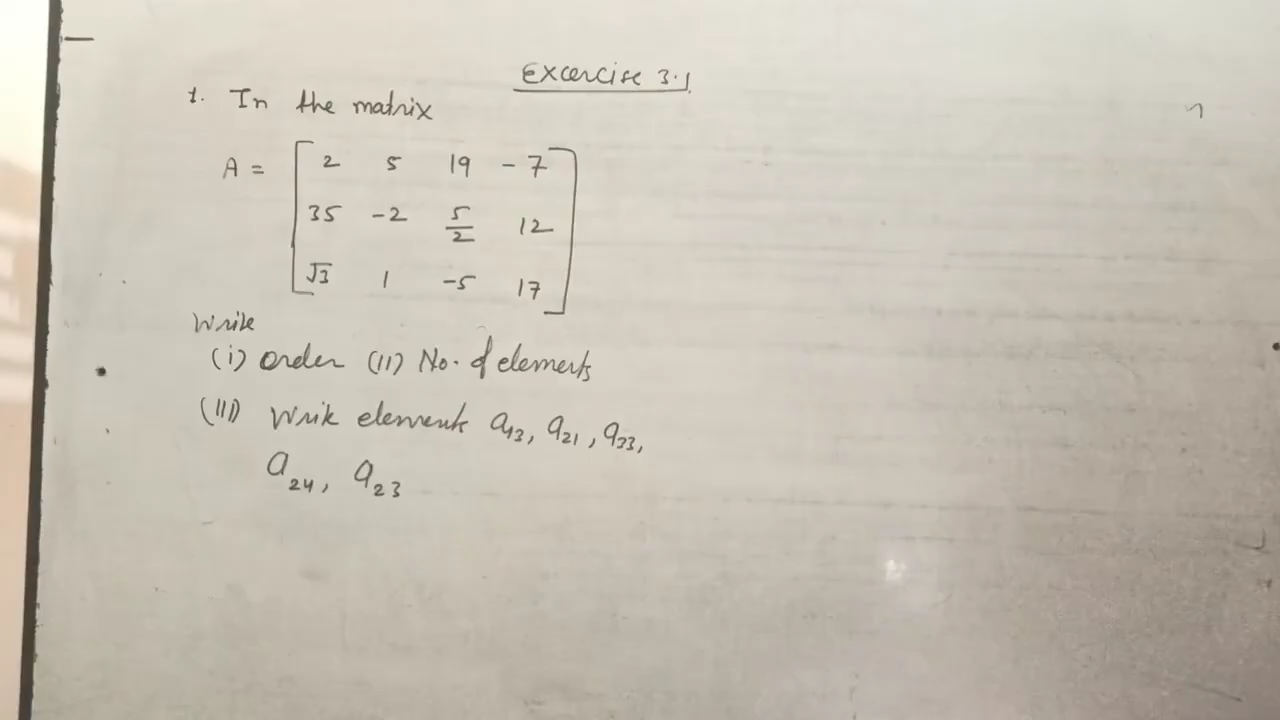 Excercise 3.1
1. In the matrix
A = [ 2 5 19 -7
35 -2 5/2 12
√3 1 -5 17 ]
Write
(i) order (II) No. of elements
(III) Write elements a13, a21, a33,
a24, a23